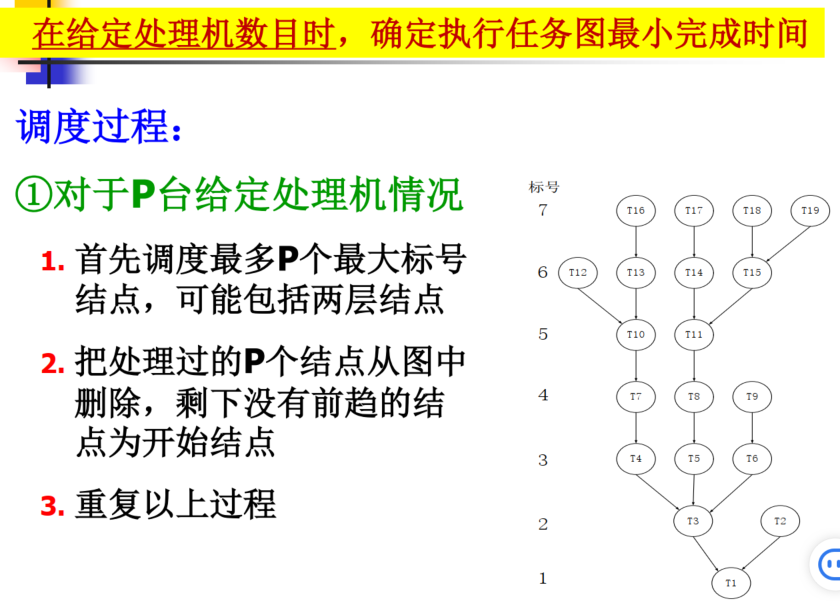 在给定处理机数目时，确定执行任务图最小完成时间
调度过程：
①对于P台给定处理机情况
1. 首先调度最多P个最大标号
结点，可能包括两层结点
2. 把处理过的P个结点从图中
删除，剩下没有前趋的结
点为开始结点
3. 重复以上过程
标号
7 T16 T17 T18 T19
6 T12 T13 T14 T15
5 T10 T11
4 T7 T8 T9
3 T4 T5 T6
2 T3 T2
1 T1